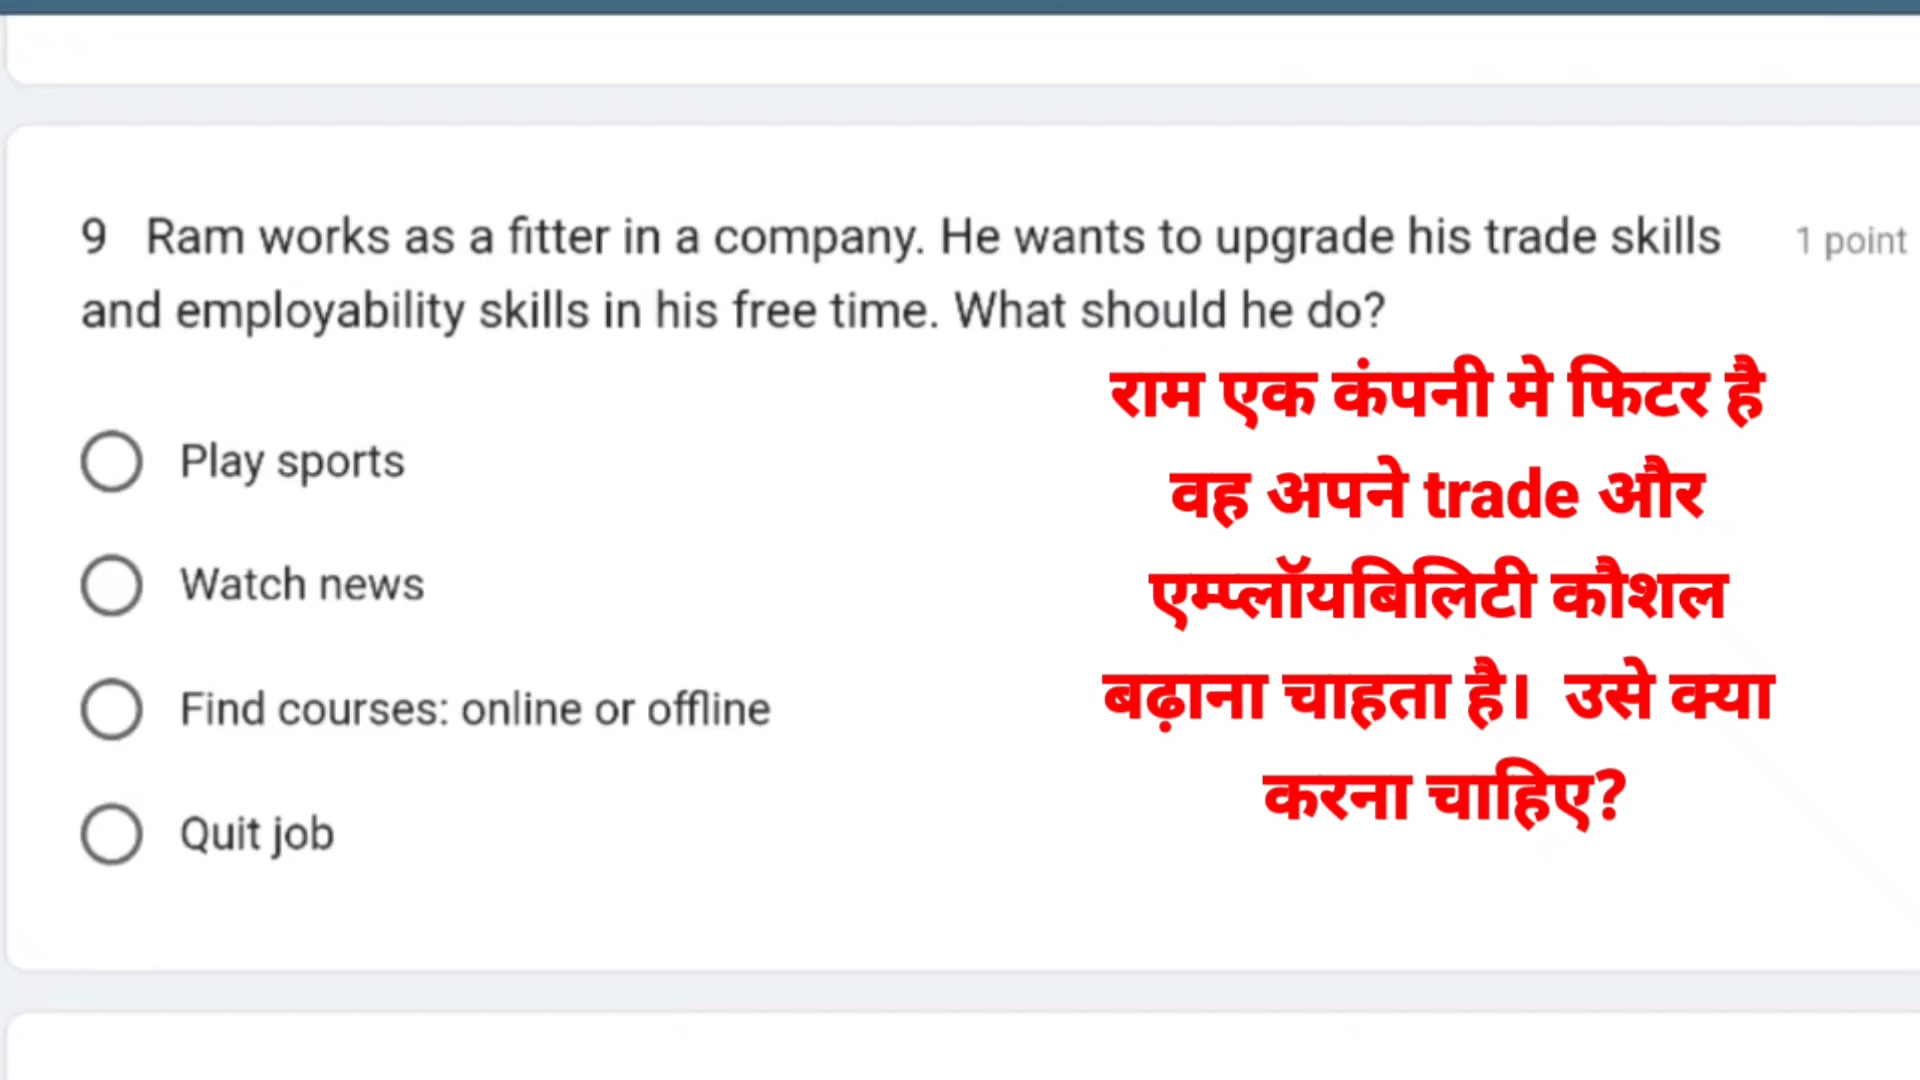 9 Ram works as a fitter in a company. He wants to upgrade his trade skills
1 point
and employability skills in his free time. What should he do?
Play sports
Watch news
Find courses: online or offline
Quit job
राम एक कंपनी मे फिटर है
वह अपने trade और
एम्प्लॉयबिलिटी कौशल
बढ़ाना चाहता है। उसे क्या
करना चाहिए?